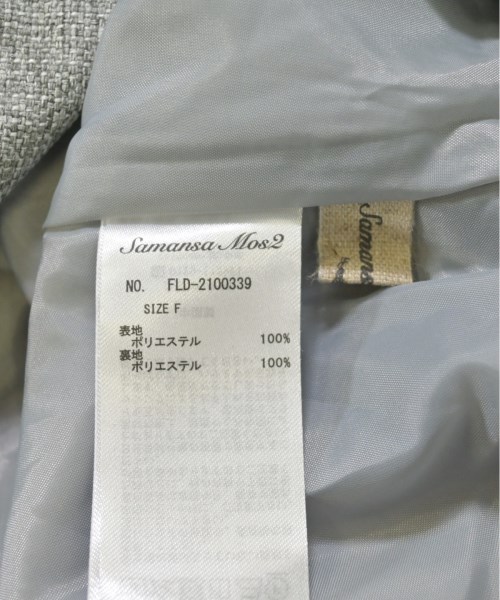 Samansa Mos2
NO. FLD-2100339
SIZE F
表地
ポリエステル 100%
裏地
ポリエステル 100%
Samans